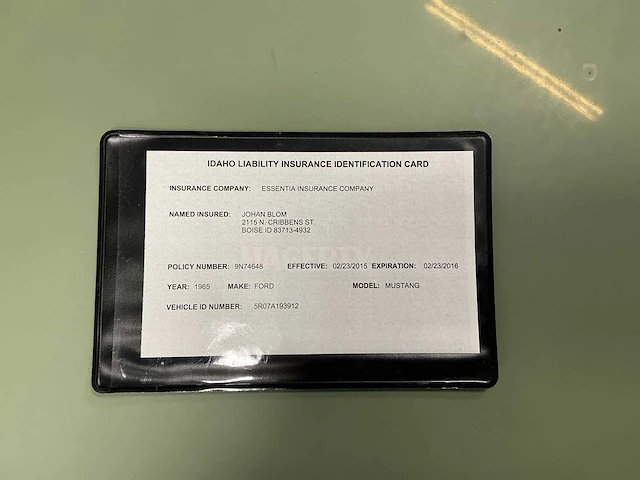 IDAHO LIABILITY INSURANCE IDENTIFICATION CARD
INSURANCE COMPANY: ESSENTIA INSURANCE COMPANY
NAMED INSURED: JOHAN BLOM
2115 N. CRIBBENS ST.
BOISE ID 83713-4932
POLICY NUMBER: 9N74648 EFFECTIVE: 02/23/2015 EXPIRATION: 02/23/2016
YEAR: 1965 MAKE: FORD MODEL: MUSTANG
VEHICLE ID NUMBER: 5R07A193912